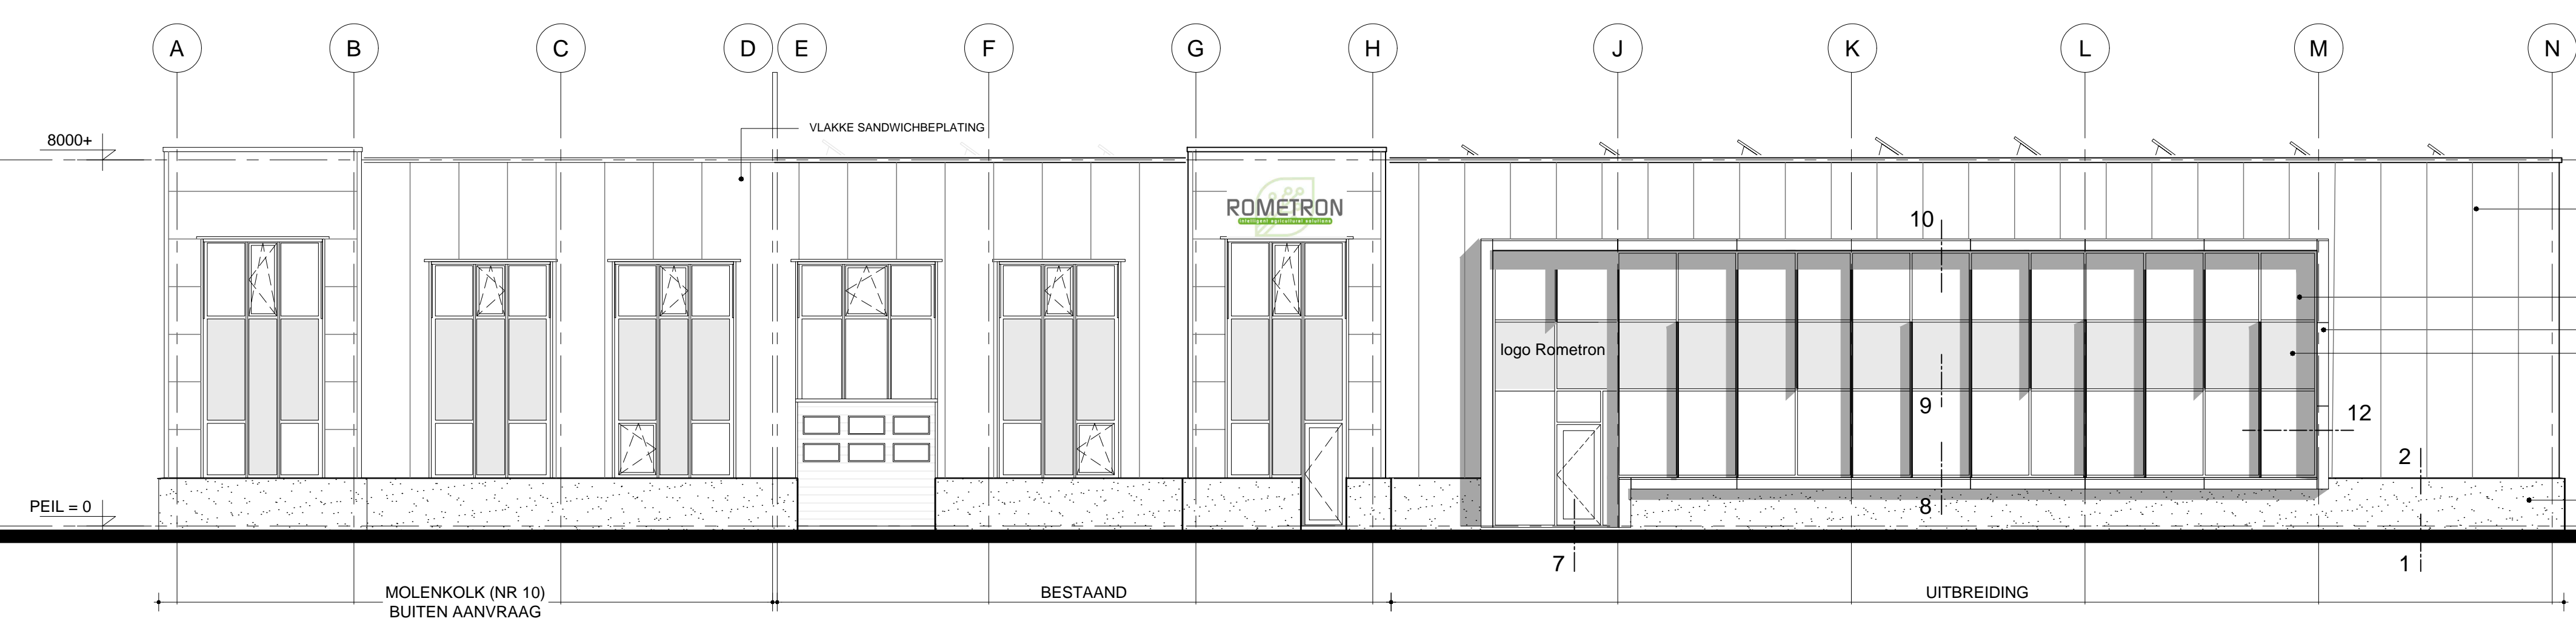 A
B
C
D
E
F
G
H
J
K
L
M
N
8000+
VLAKKE SANDWICHBEPLATING
ROMETRON
intelligent agricultural solutions
10
logo Rometron
9
12
2
PEIL = 0
8
7
1
MOLENKOLK (NR 10)
BUITEN AANVRAAG
BESTAAND
UITBREIDING